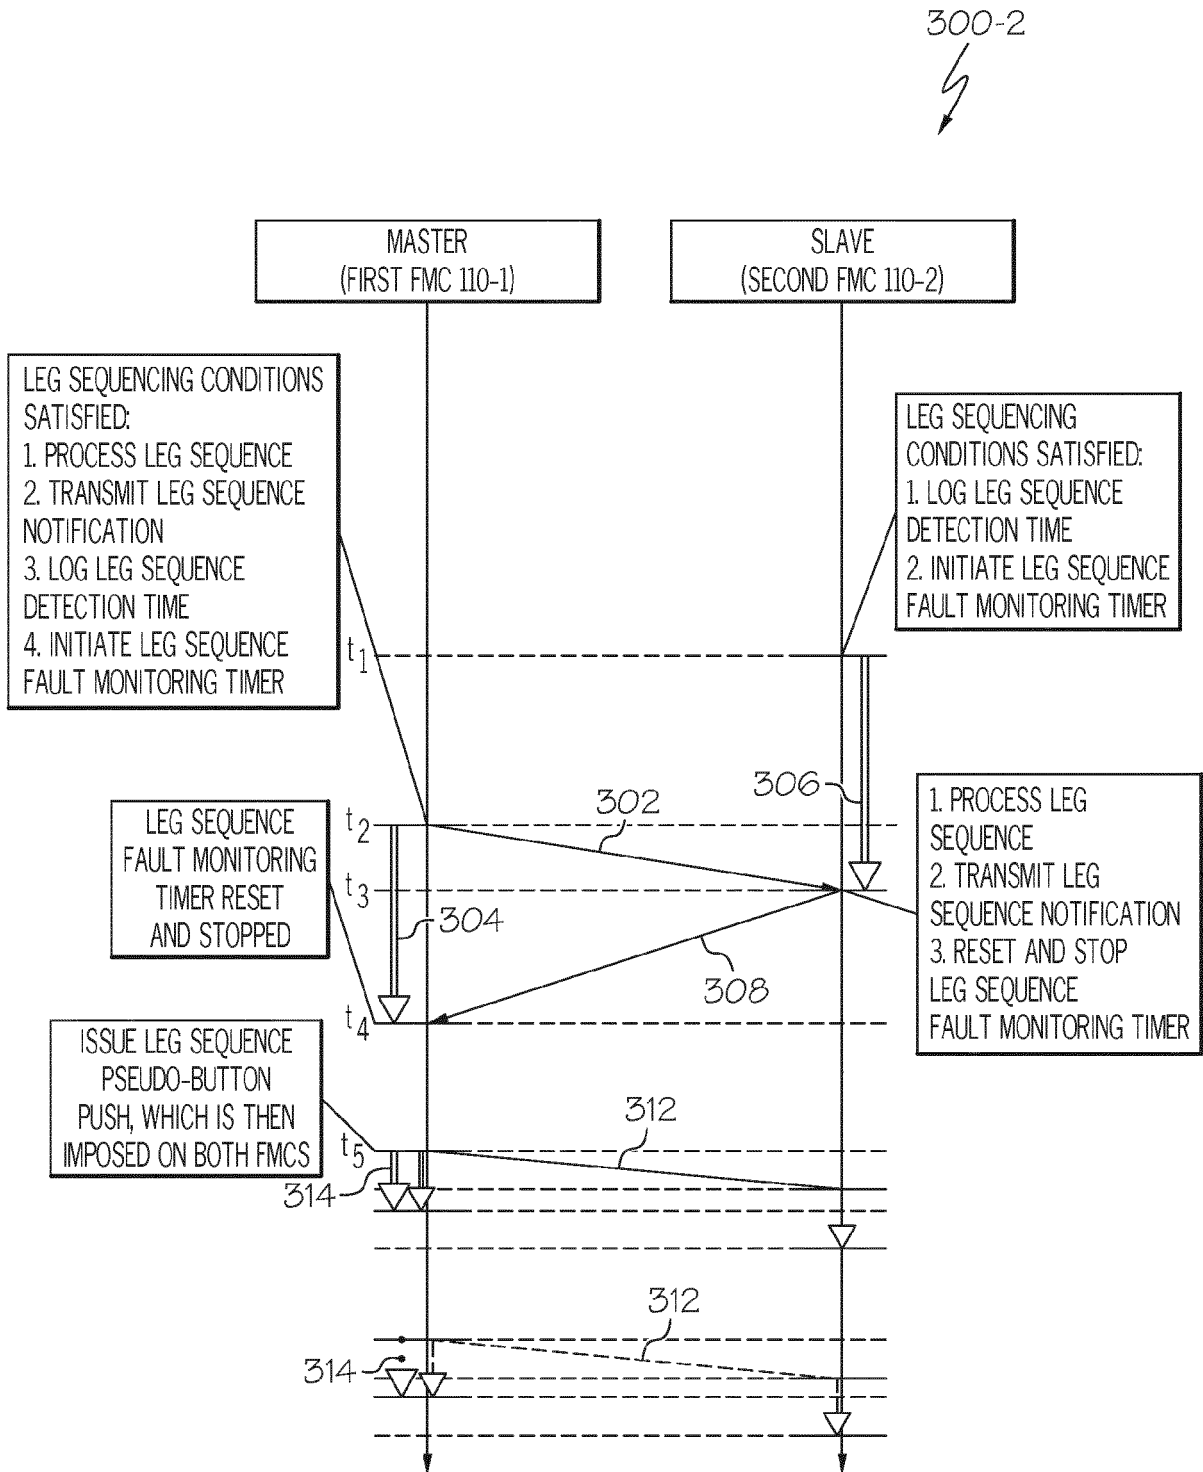 300-2
MASTER
(FIRST FMC 110-1)
SLAVE
(SECOND FMC 110-2)
LEG SEQUENCING CONDITIONS
SATISFIED:
1. PROCESS LEG SEQUENCE
2. TRANSMIT LEG SEQUENCE
NOTIFICATION
3. LOG LEG SEQUENCE
DETECTION TIME
4. INITIATE LEG SEQUENCE
FAULT MONITORING TIMER
LEG SEQUENCING
CONDITIONS SATISFIED:
1. LOG LEG SEQUENCE
DETECTION TIME
2. INITIATE LEG SEQUENCE
FAULT MONITORING TIMER
t1
306
302
t2
LEG SEQUENCE
FAULT MONITORING
TIMER RESET
AND STOPPED
1. PROCESS LEG
SEQUENCE
2. TRANSMIT LEG
SEQUENCE NOTIFICATION
3. RESET AND STOP
LEG SEQUENCE
FAULT MONITORING TIMER
t3
304
308
t4
ISSUE LEG SEQUENCE
PSEUDO-BUTTON
PUSH, WHICH IS THEN
IMPOSED ON BOTH FMCS
312
t5
314
312
314